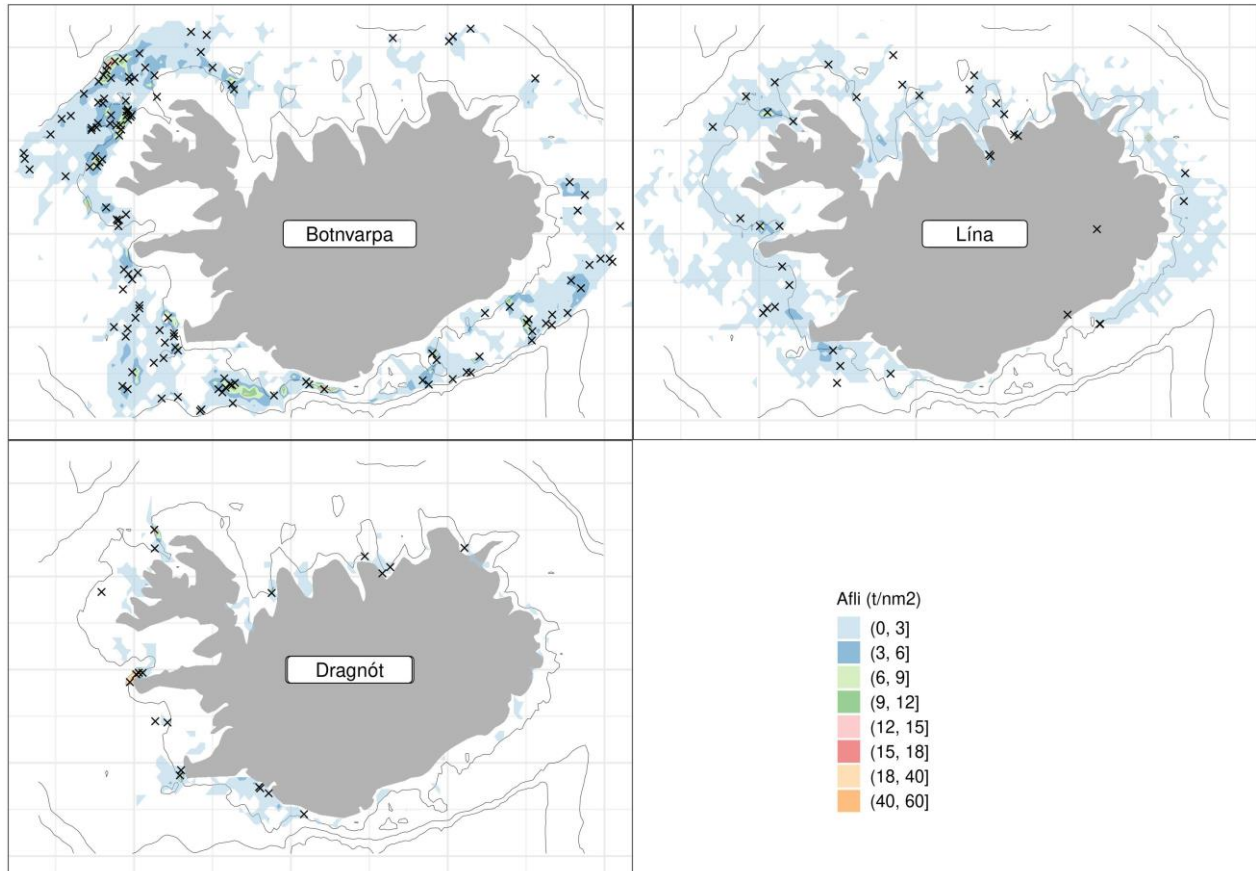 Botnvarpa
Lína
Dragnót
Afli (t/nm2)
(0, 3]
(3, 6]
(6, 9]
(9, 12]
(12, 15]
(15, 18]
(18, 40]
(40, 60]